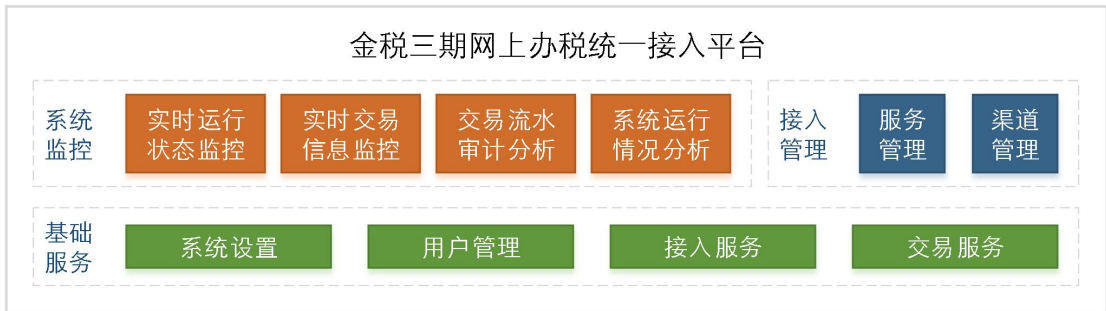 金税三期网上办税统一接入平台
系统
监控
实时运行
状态监控
实时交易
信息监控
交易流水
审计分析
系统运行
情况分析
接入
管理
服务
管理
渠道
管理
基础
服务
系统设置
用户管理
接入服务
交易服务